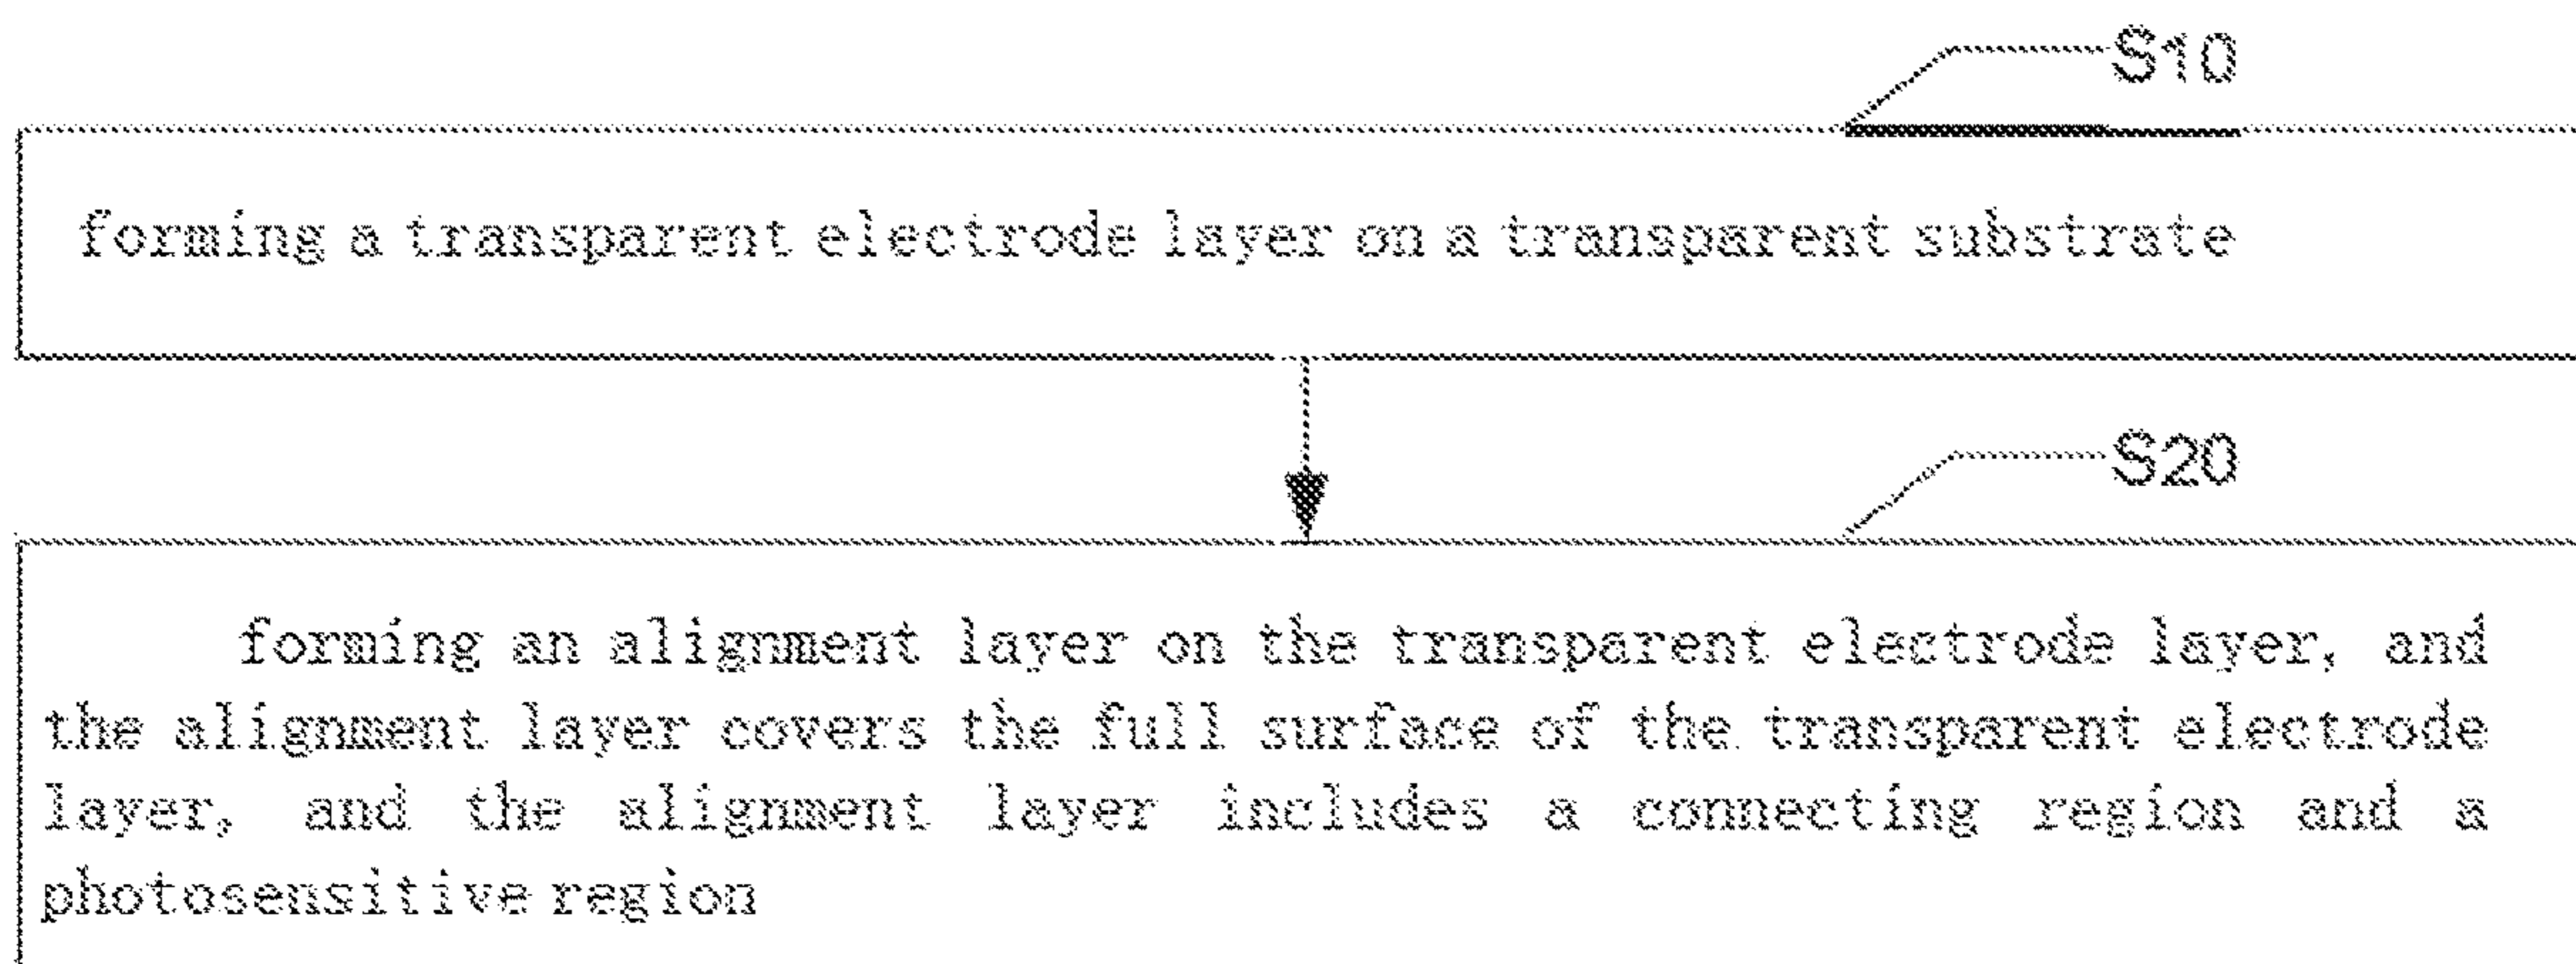 S10
forming a transparent electrode layer on a transparent substrate
S20
forming an alignment layer on the transparent electrode layer, and
the alignment layer covers the full surface of the transparent electrode
layer, and the alignment layer includes a connecting region and a
photosensitive region